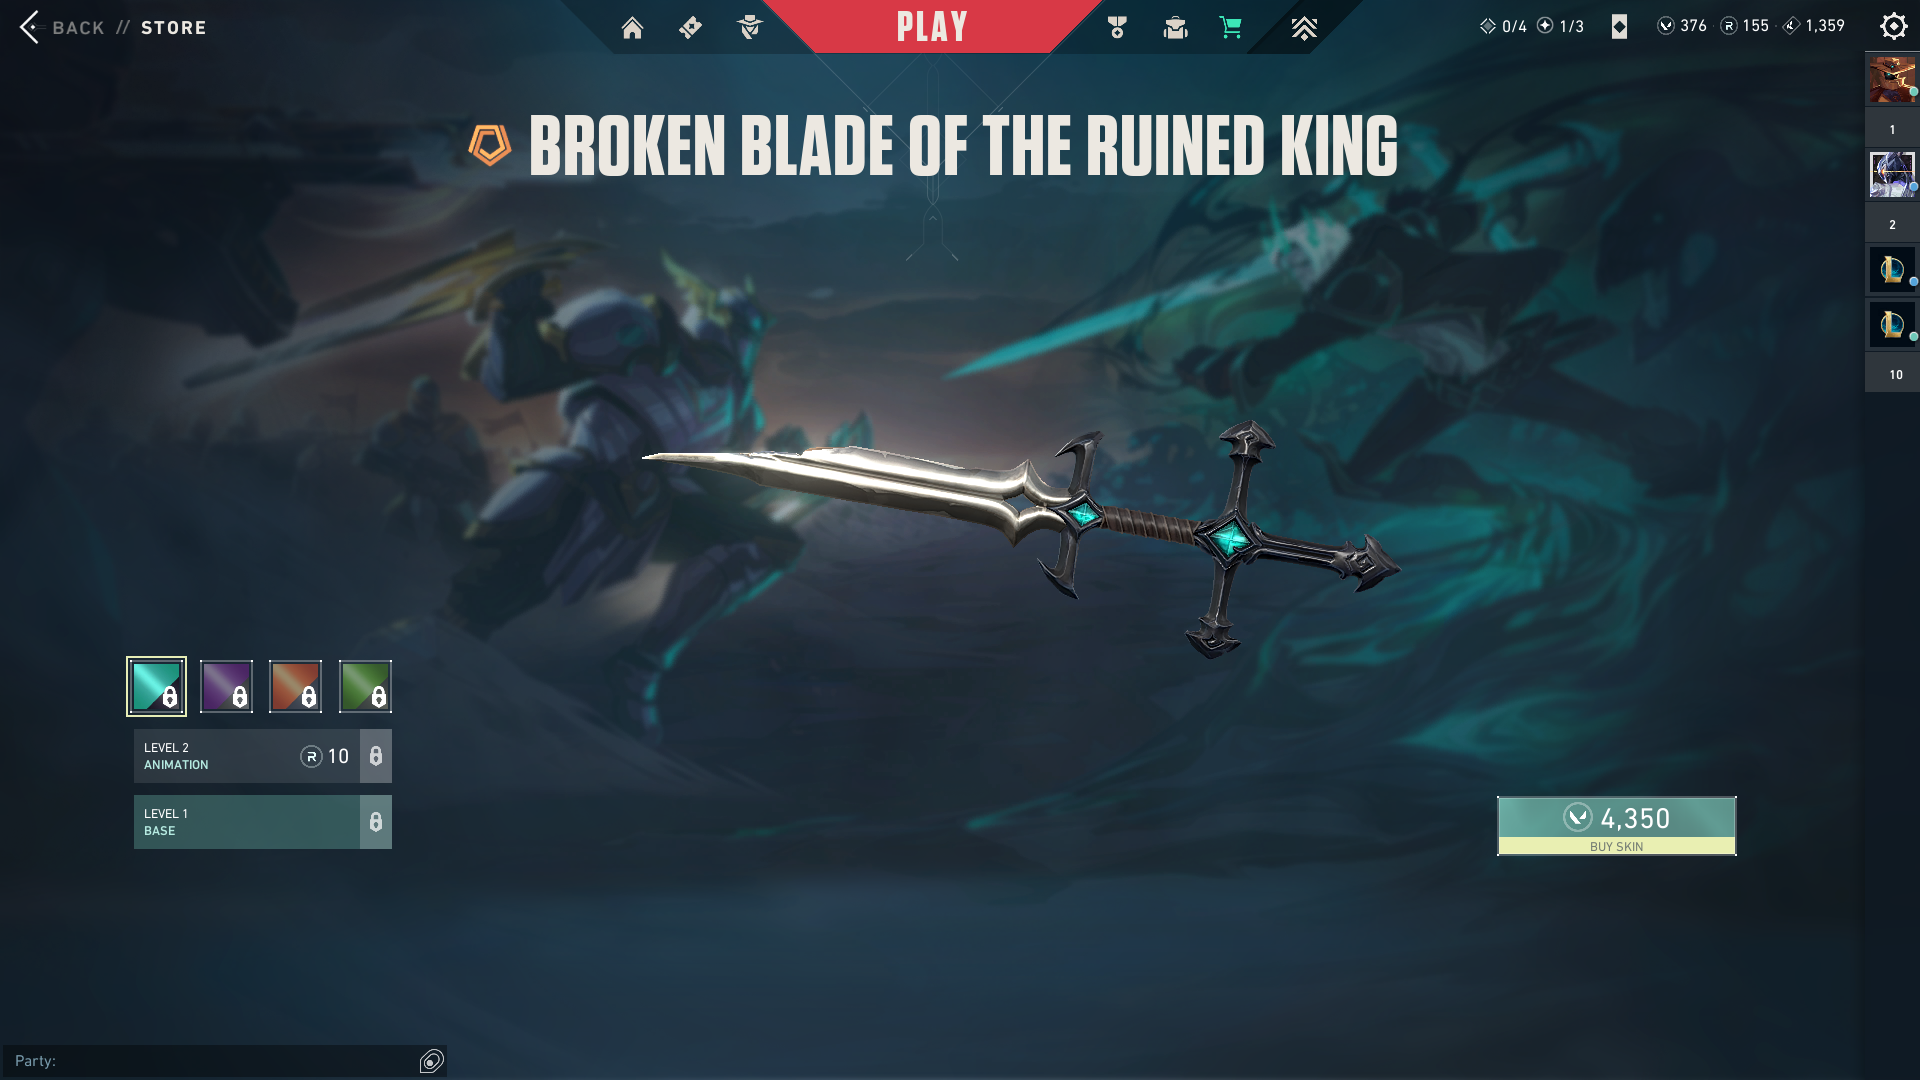 BACK // STORE
PLAY
0/4 1/3
376 R 155 1,359
BROKEN BLADE OF THE RUINED KING
1
2
10
LEVEL 2
ANIMATION
R 10
LEVEL 1
BASE
4,350
BUY SKIN
Party: